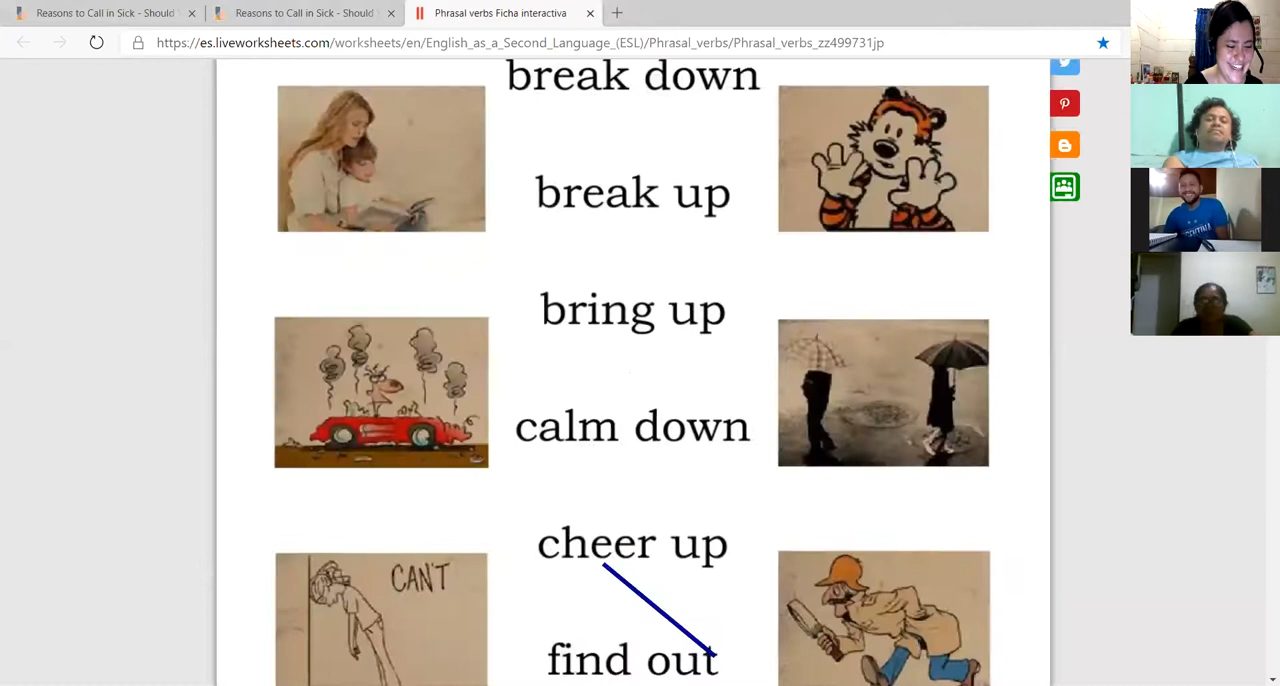 Reasons to Call in Sick - Should
Reasons to Call in Sick - Should
Phrasal verbs Ficha interactiva
https://es.liveworksheets.com/worksheets/en/English_as_a_Second_Language_(ESL)/Phrasal_verbs/Phrasal_verbs_zz499731jp
break down
break up
bring up
calm down
cheer up
CAN'T
find out